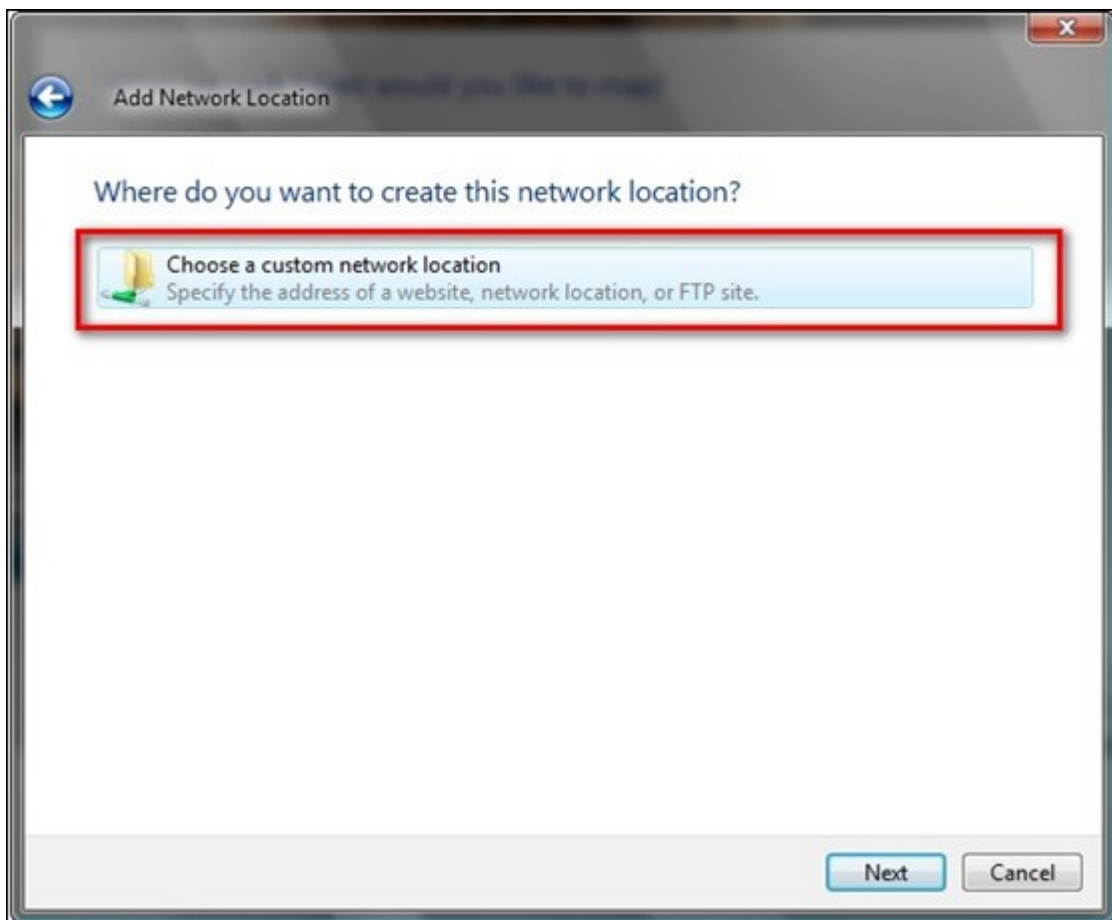 Add Network Location
Where do you want to create this network location?
Choose a custom network location
Specify the address of a website, network location, or FTP site.
Next Cancel